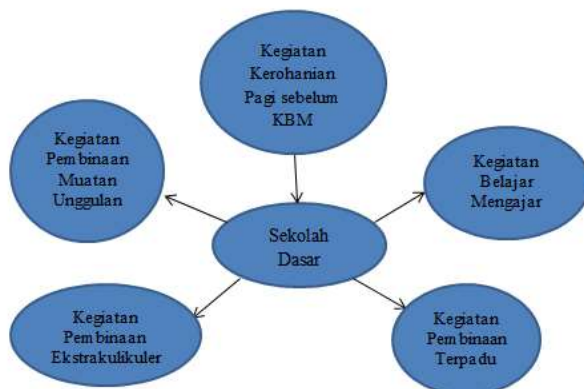 Kegiatan
Kerohanian
Pagi sebelum
KBM
Kegiatan
Pembinaan
Muatan
Unggulan
Kegiatan
Belajar
Mengajar
Sekolah
Dasar
Kegiatan
Pembinaan
Ekstrakulikuler
Kegiatan
Pembinaan
Terpadu